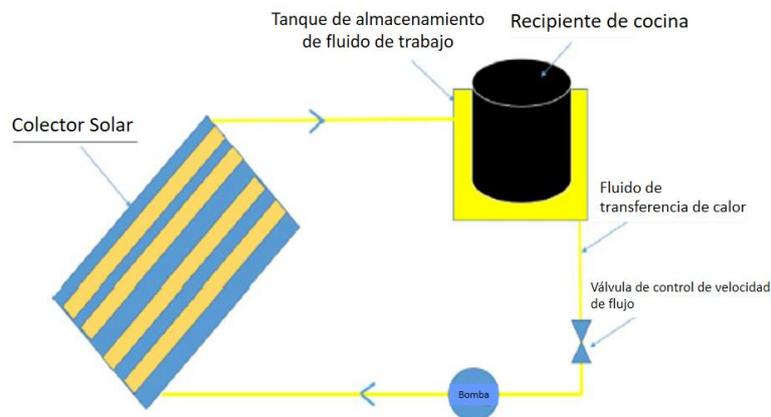 Tanque de almacenamiento
de fluido de trabajo
Recipiente de cocina
Colector Solar
Fluido de
transferencia de calor
Válvula de control de velocidad
de flujo
Bomba